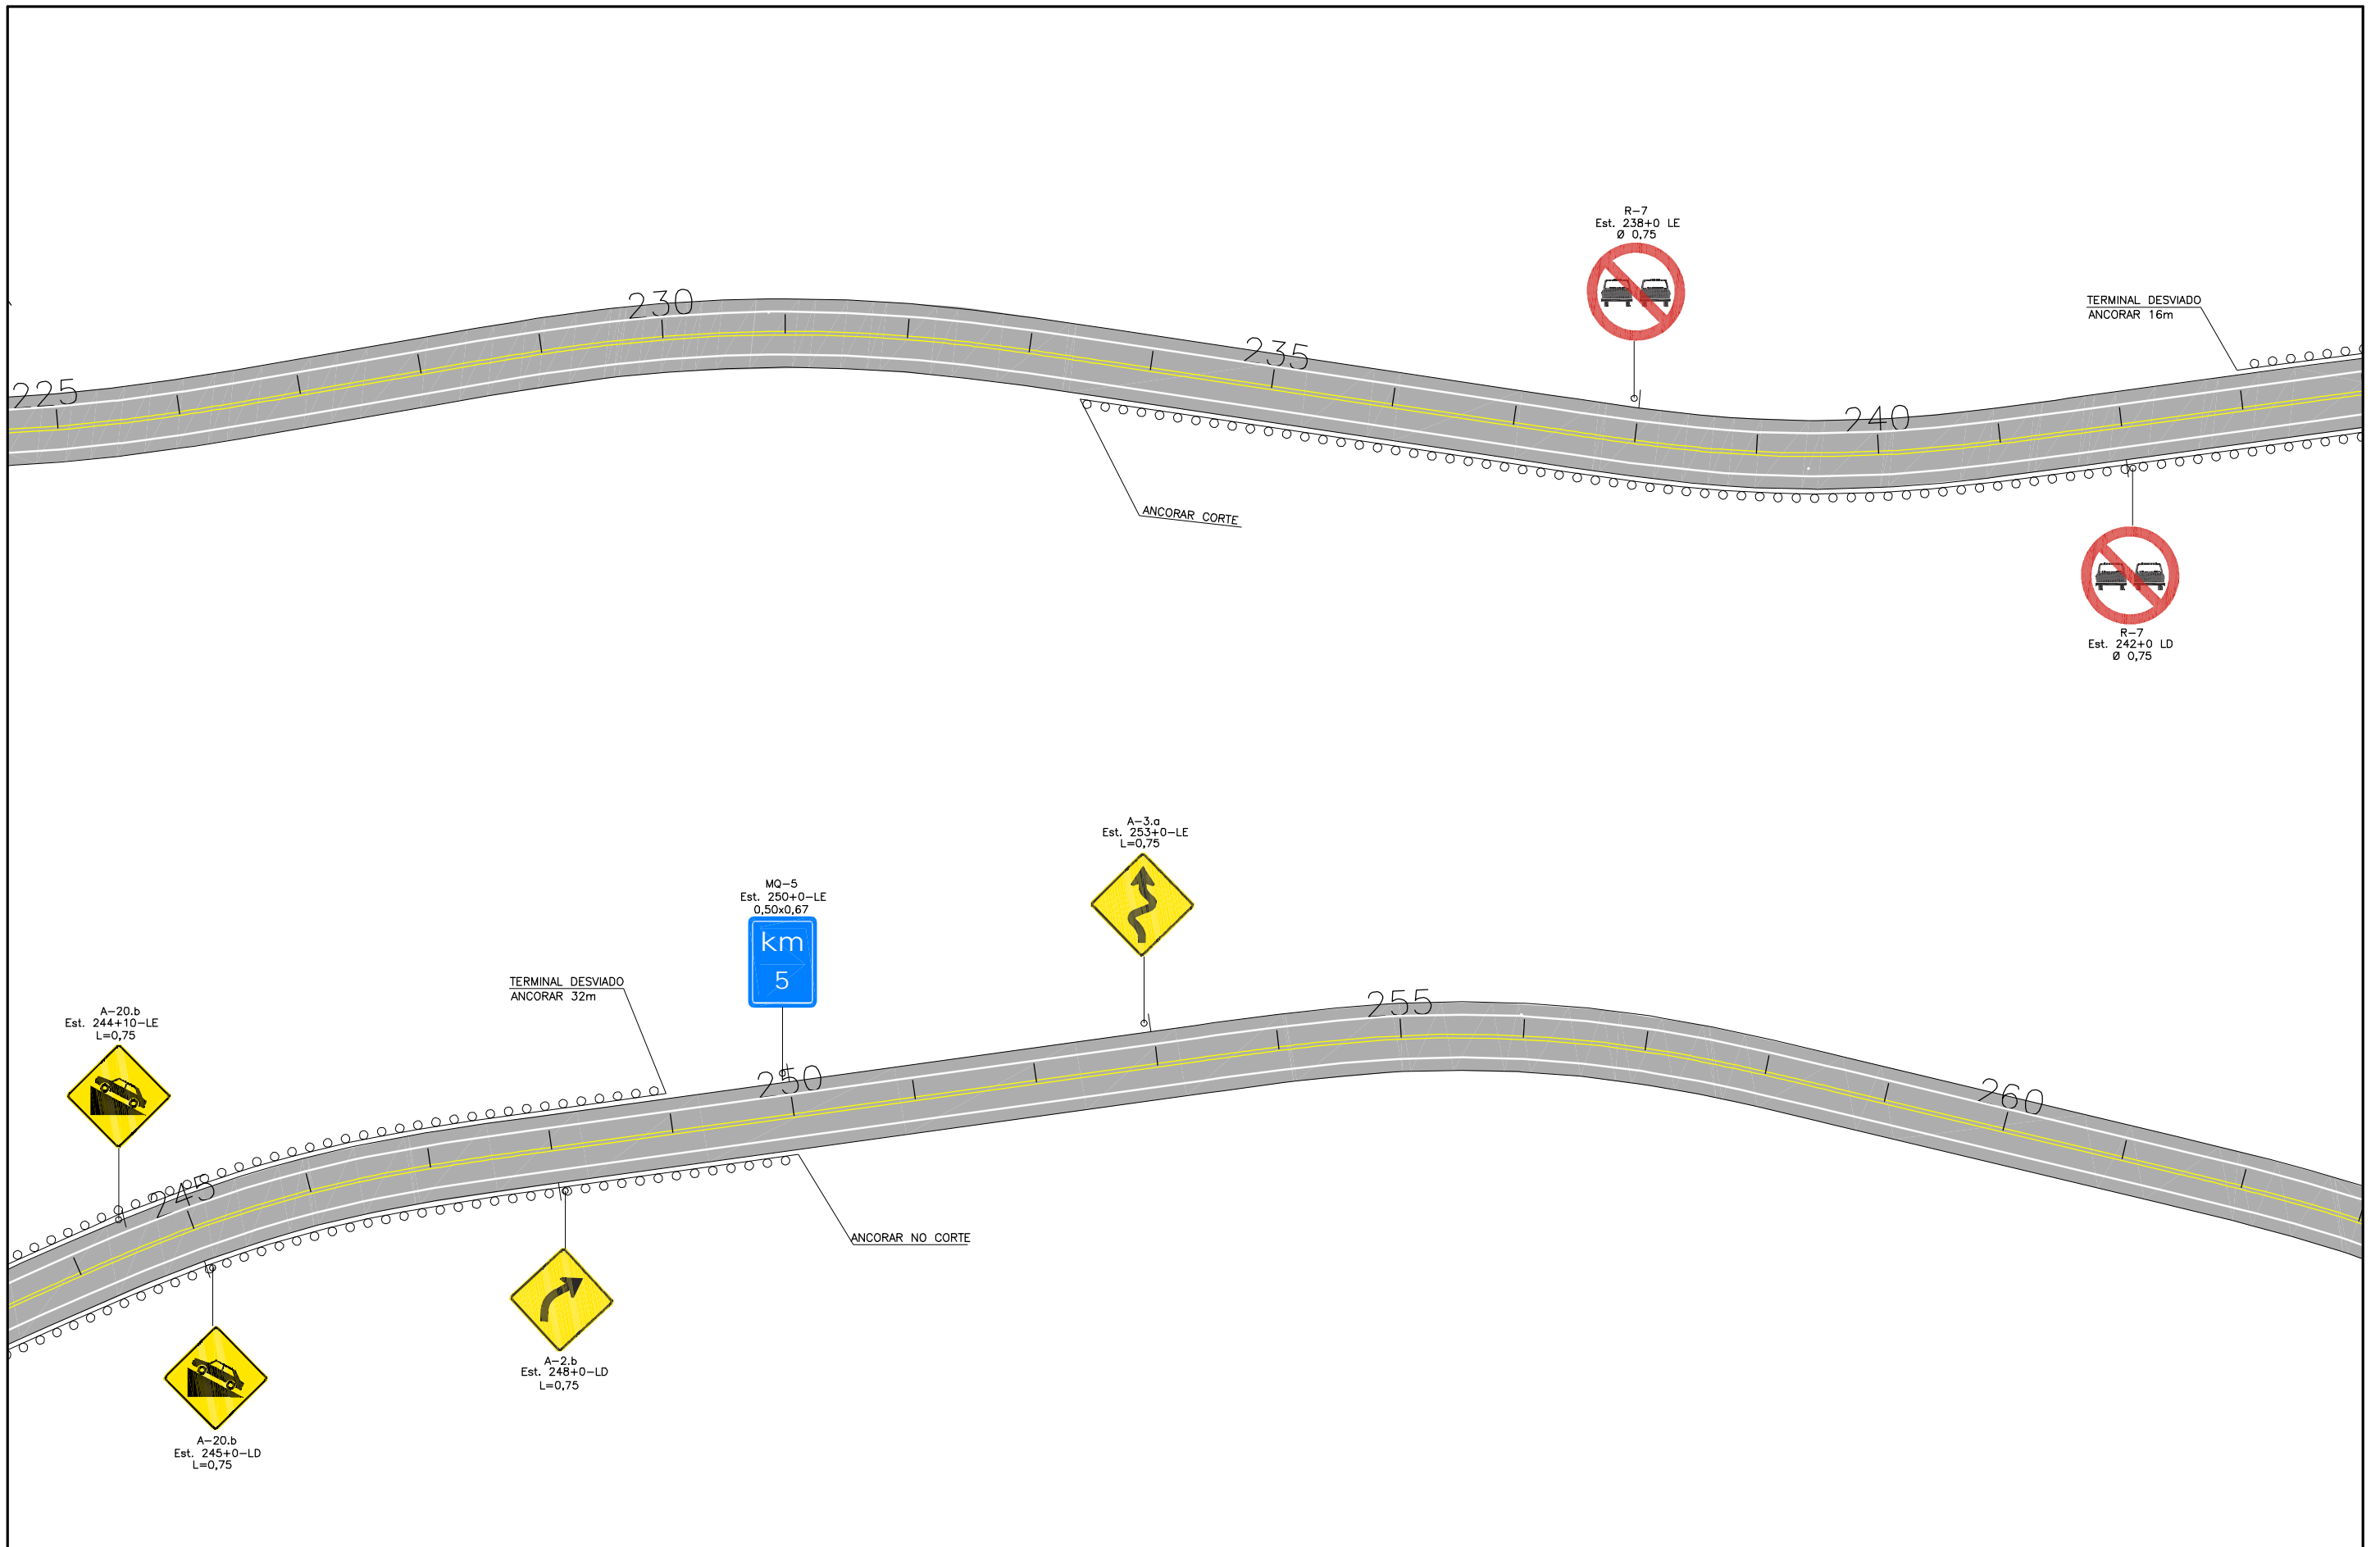 R-7
Est. 238+0 LE
Ø 0,75
230
TERMINAL DESVIADO
ANCORAR 16m
235
225
240
ANCORAR CORTE
R-7
Est. 242+0 LD
Ø 0,75
A-3.a
Est. 253+0-LE
L=0,75
MQ-5
Est. 250+0-LE
0,50x0,67
km
5
TERMINAL DESVIADO
ANCORAR 32m
255
A-20.b
Est. 244+10-LE
L=0,75
250
260
245
ANCORAR NO CORTE
A-2.b
Est. 248+0-LD
L=0,75
A-20.b
Est. 245+0-LD
L=0,75